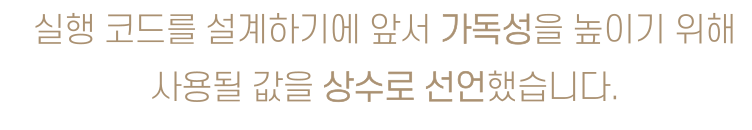 실행 코드를 설계하기에 앞서 가독성을 높이기 위해
사용될 값을 상수로 선언했습니다.